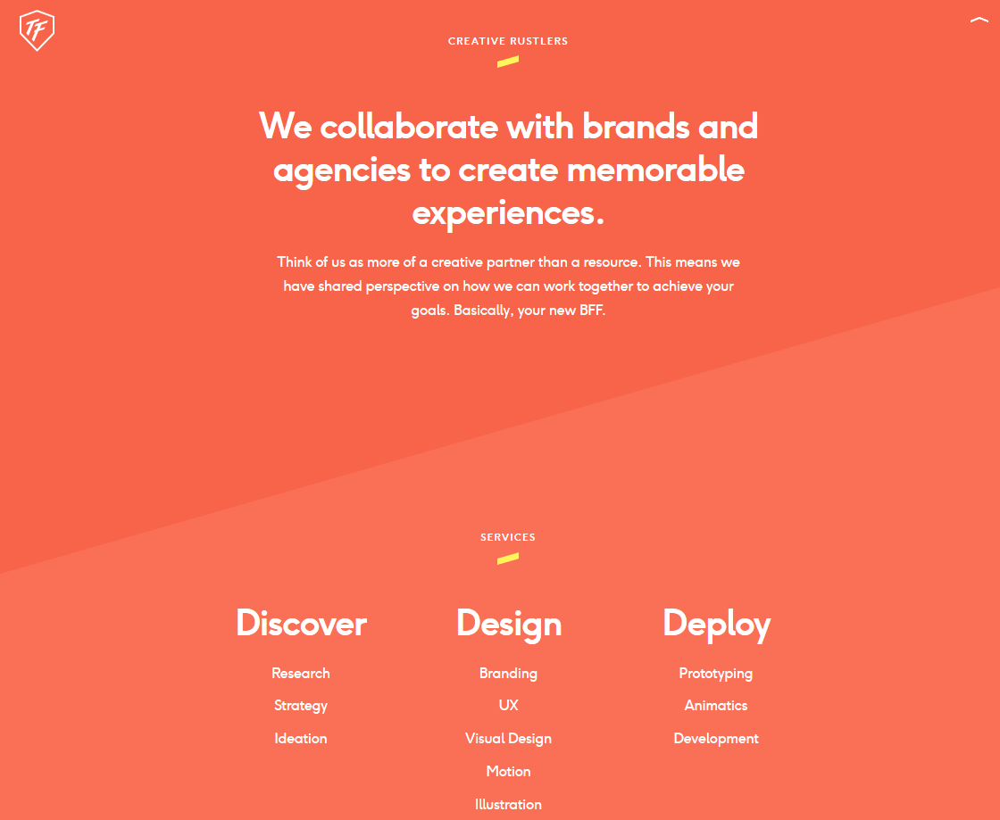 TF
CREATIVE RUSTLERS
We collaborate with brands and
agencies to create memorable
experiences.
Think of us as more of a creative partner than a resource. This means we
have shared perspective on how we can work together to achieve your
goals. Basically, your new BFF.
SERVICES
Discover
Research
Strategy
Ideation
Design
Branding
UX
Visual Design
Motion
Illustration
Deploy
Prototyping
Animatics
Development